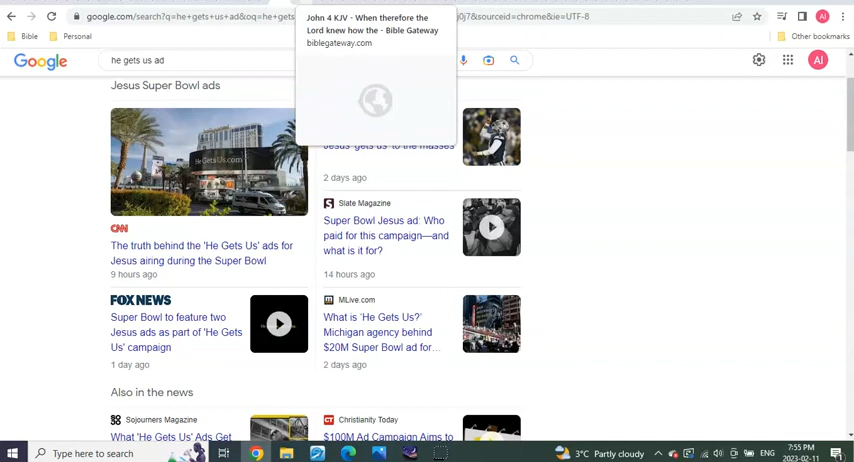 google.com/search?q=he+gets+us+ad&oq=he+gets
j0j7&sourceid=chrome&ie=UTF-8
AI
Bible
Personal
Other bookmarks
John 4 KJV - When therefore the
Lord knew how the - Bible Gateway
biblegateway.com
Google
he gets us ad
AI
Jesus Super Bowl ads
HeGetsUs.com
CNN
The truth behind the 'He Gets Us' ads for
Jesus airing during the Super Bowl
9 hours ago
FOX NEWS
Super Bowl to feature two
Jesus ads as part of 'He Gets
Us' campaign
1 day ago
Jesus 'gets us' to the masses
2 days ago
S Slate Magazine
Super Bowl Jesus ad: Who
paid for this campaign—and
what is it for?
14 hours ago
MLive.com
What is ‘He Gets Us?’
Michigan agency behind
$20M Super Bowl ad for…
2 days ago
Also in the news
Sojourners Magazine
What 'He Gets Us' Ads Get
CT Christianity Today
$100M Ad Campaign Aims to
Type here to search
3°C Partly cloudy
ENG
7:55 PM
2023-02-11